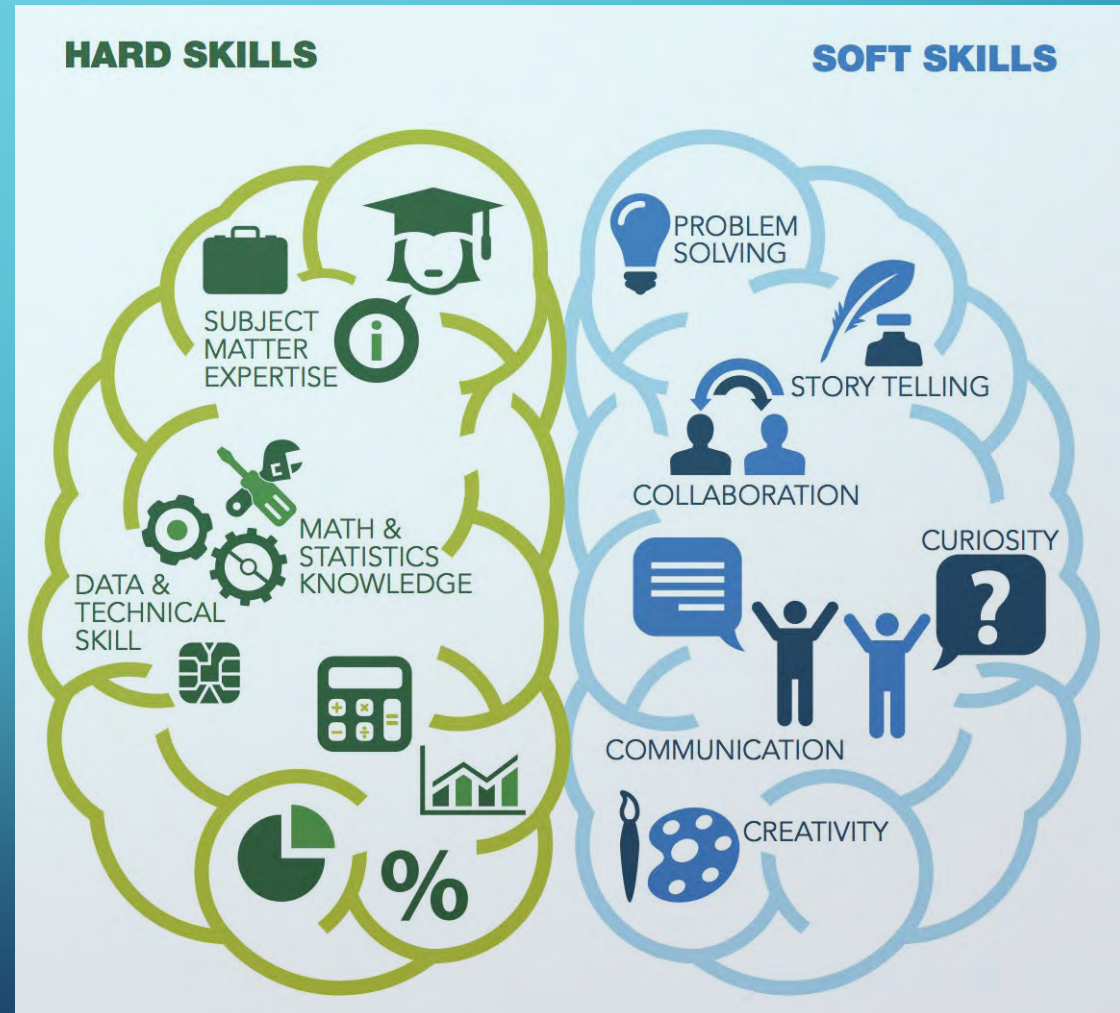 HARD SKILLS
SOFT SKILLS
SUBJECT
MATTER
EXPERTISE
i
MATH &
STATISTICS
KNOWLEDGE
DATA &
TECHNICAL
SKILL
+ ×
− ÷ =
%
PROBLEM
SOLVING
STORY TELLING
COLLABORATION
CURIOSITY
?
COMMUNICATION
CREATIVITY